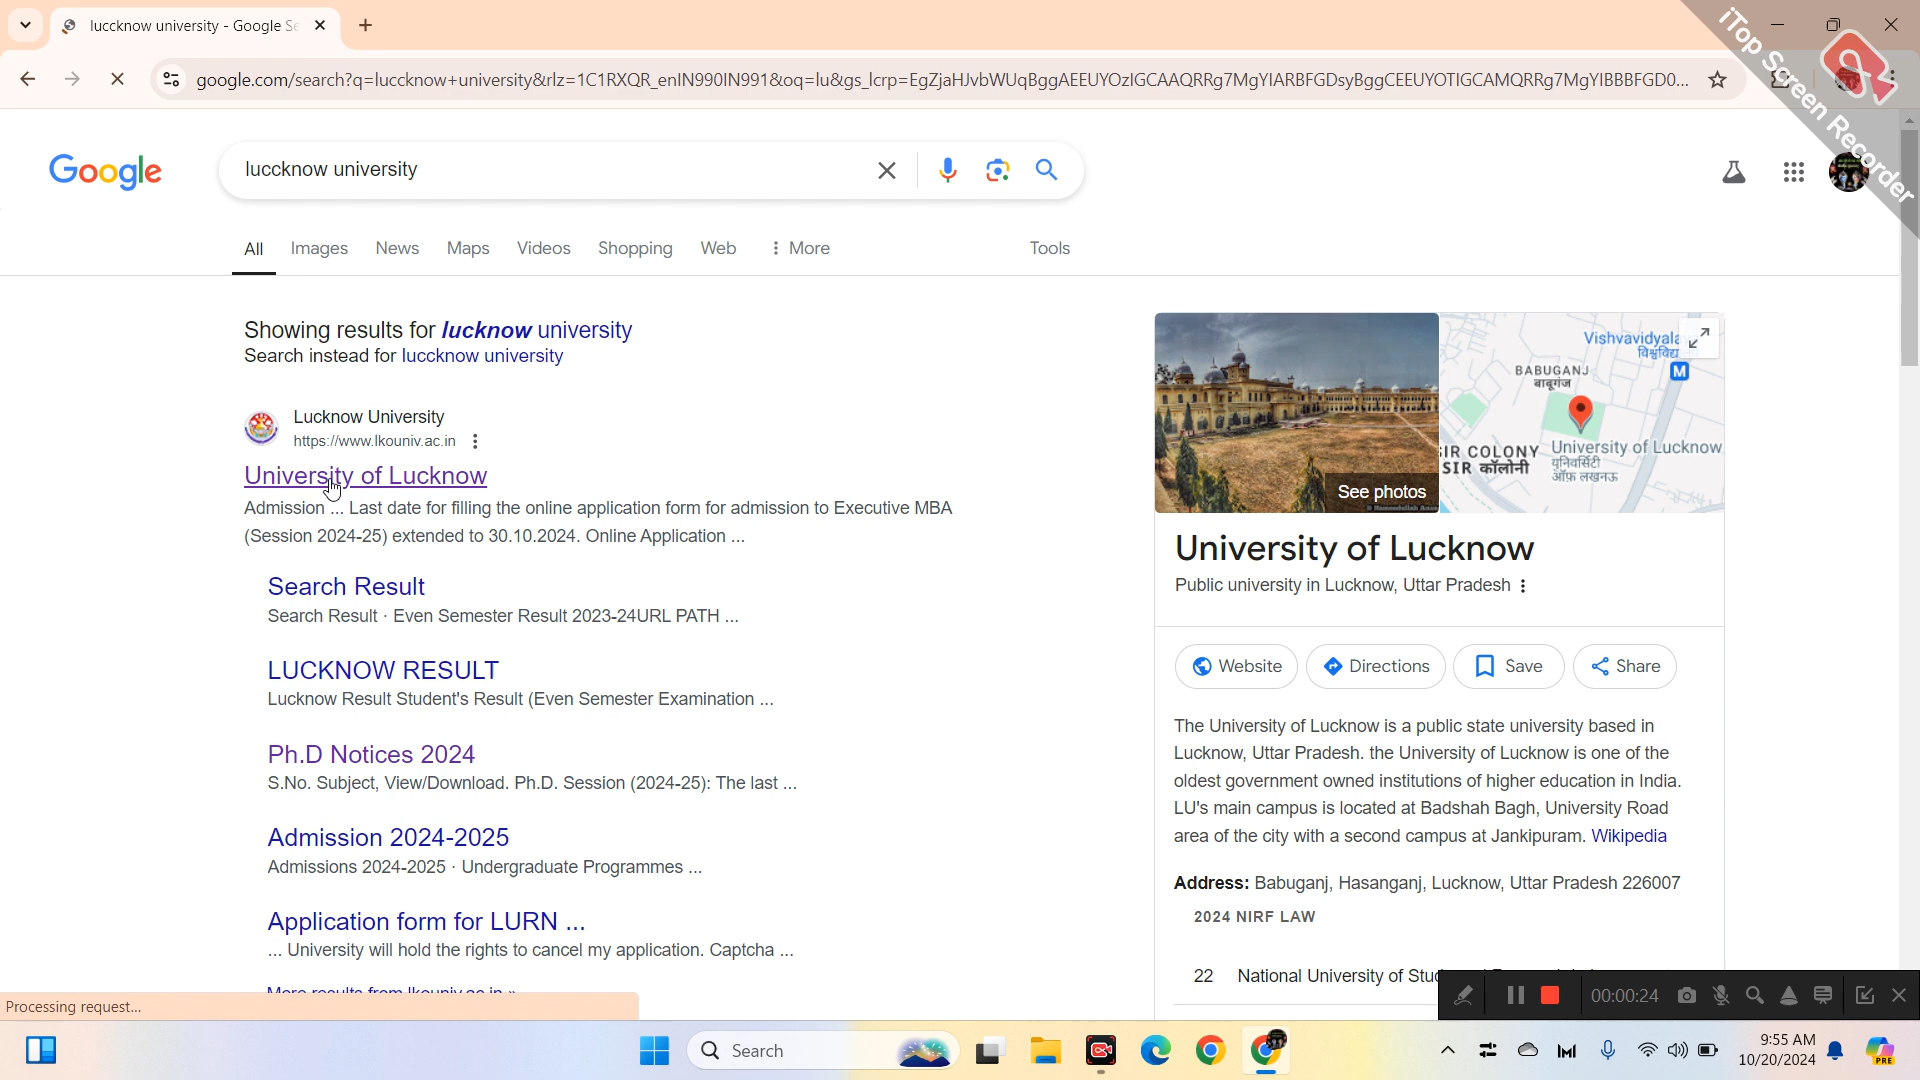 luccknow university - Google Se
google.com/search?q=luccknow+university&rlz=1C1RXQR_enIN990IN991&oq=lu&gs_lcrp=EgZjaHJvbWUqBggAEEUYOzIGCAAQRRg7MgYIARBFGDsyBggCEEUYOTIGCAMQRRg7MgYIBBBFGD0...
iTop Screen Recorder
Google
luccknow university
All Images News Maps Videos Shopping Web More Tools
Showing results for lucknow university
Search instead for luccknow university
Lucknow University
https://www.lkouniv.ac.in
University of Lucknow
Admission ... Last date for filling the online application form for admission to Executive MBA
(Session 2024-25) extended to 30.10.2024. Online Application ...
Search Result
Search Result · Even Semester Result 2023-24URL PATH ...
LUCKNOW RESULT
Lucknow Result Student's Result (Even Semester Examination ...
Ph.D Notices 2024
S.No. Subject, View/Download. Ph.D. Session (2024-25): The last ...
Admission 2024-2025
Admissions 2024-2025 · Undergraduate Programmes ...
Application form for LURN ...
... University will hold the rights to cancel my application. Captcha ...
More results from lkouniv.ac.in »
Processing request...
See photos
Vishvavidyala
BABUGANJ
बाबूगंज
M
SIR COLONY
SIR कॉलोनी
University of Lucknow
यूनिवर्सिटी
ऑफ़ लखनऊ
University of Lucknow
Public university in Lucknow, Uttar Pradesh
Website Directions Save Share
The University of Lucknow is a public state university based in
Lucknow, Uttar Pradesh. the University of Lucknow is one of the
oldest government owned institutions of higher education in India.
LU's main campus is located at Badshah Bagh, University Road
area of the city with a second campus at Jankipuram. Wikipedia
Address: Babuganj, Hasanganj, Lucknow, Uttar Pradesh 226007
2024 NIRF LAW
22 National University of
00:00:24
Search
9:55 AM
10/20/2024
PRE